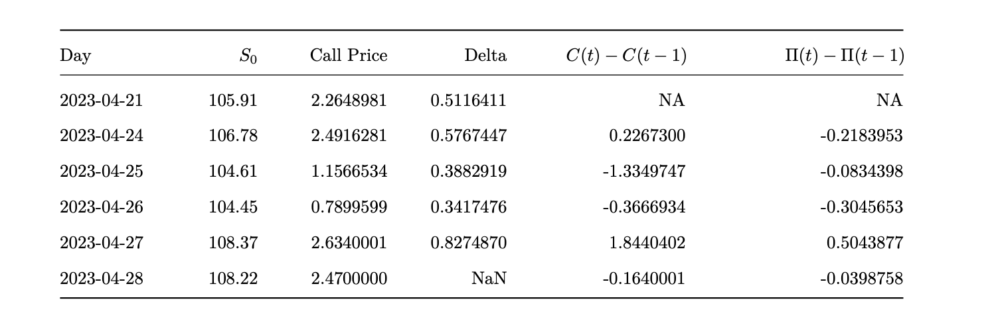 Day S₀ Call Price Delta C(t) − C(t − 1) Π(t) − Π(t − 1)
2023-04-21 105.91 2.2648981 0.5116411 NA NA
2023-04-24 106.78 2.4916281 0.5767447 0.2267300 -0.2183953
2023-04-25 104.61 1.1566534 0.3882919 -1.3349747 -0.0834398
2023-04-26 104.45 0.7899599 0.3417476 -0.3666934 -0.3045653
2023-04-27 108.37 2.6340001 0.8274870 1.8440402 0.5043877
2023-04-28 108.22 2.4700000 NaN -0.1640001 -0.0398758